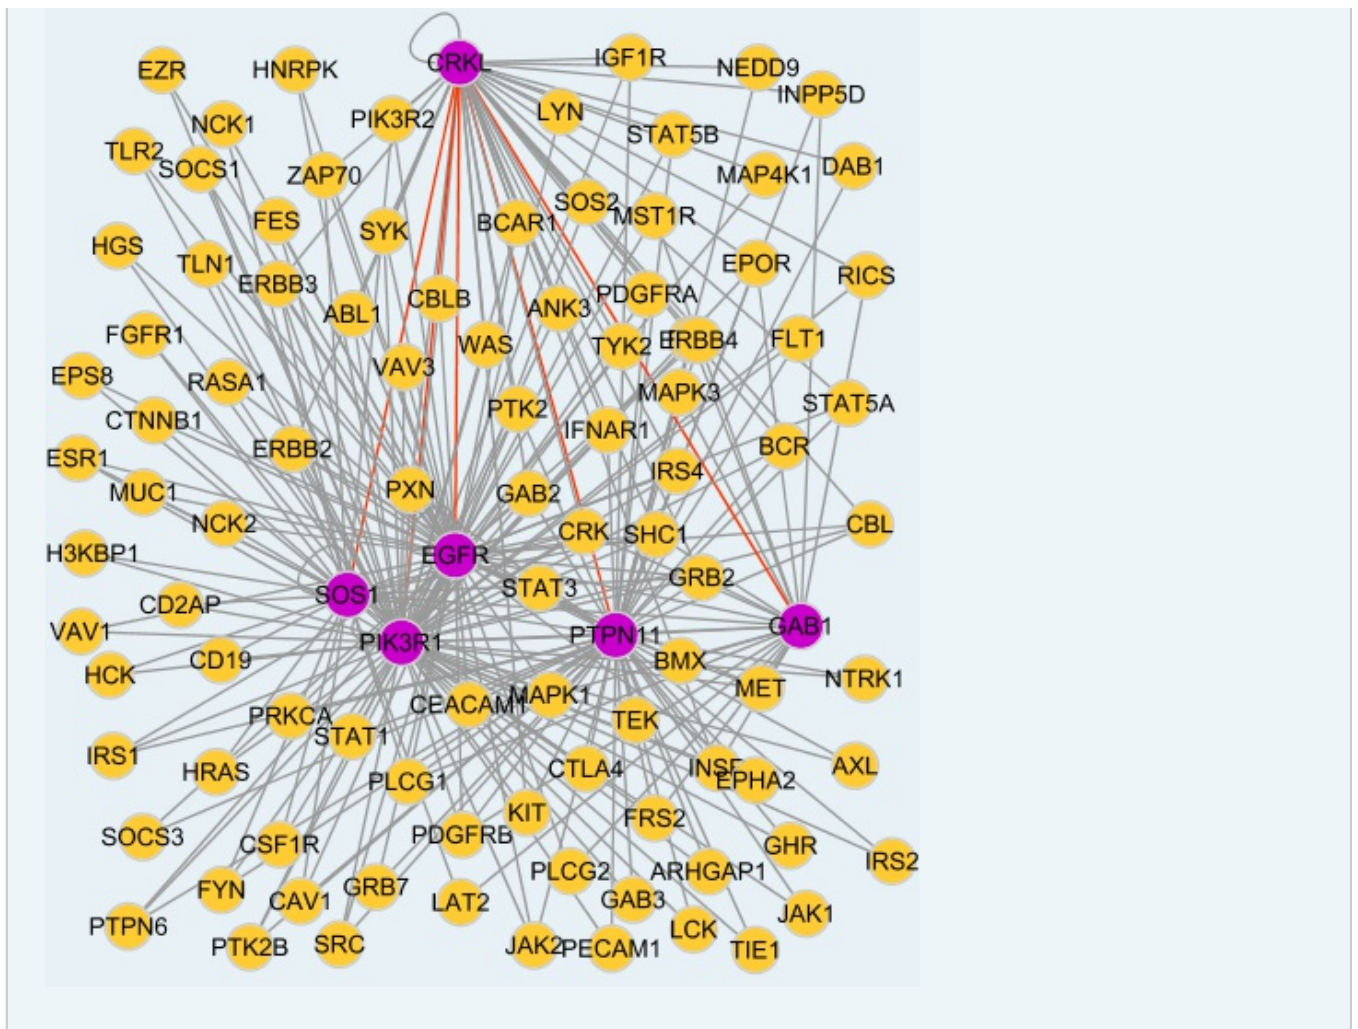 CRKL
IGF1R
NEDD9
EZR
HNRPK
INPP5D
LYN
PIK3R2
NCK1
STAT5B
TLR2
SOCS1
ZAP70
MAP4K1
DAB1
SOS2
MST1R
FES
SYK
BCAR1
HGS
TLN1
EPOR
RICS
ERBB3
ABL1
CBLB
ANK3
PDGFRA
FGFR1
WAS
TYK2
ERBB4
FLT1
EPS8
RASA1
VAV3
MAPK3
CTNNB1
PTK2
STAT5A
IFNAR1
ERBB2
BCR
ESR1
MUC1
PXN
GAB2
IRS4
NCK2
CRK
SHC1
CBL
H3KBP1
EGFR
GRB2
STAT3
SOS1
CD2AP
VAV1
PIK3R1
PTPN11
GAB1
HCK
CD19
BMX
MET
NTRK1
PRKCA
STAT1
CEACAM1
MAPK1
TEK
IRS1
HRAS
PLCG1
CTLA4
EPHA2
AXL
SOCS3
CSF1R
PDGFRB
KIT
FRS2
GHR
IRS2
FYN
CAV1
GRB7
LAT2
PLCG2
GAB3
ARHGAP1
JAK1
PTPN6
PTK2B
SRC
JAK2
PECAM1
LCK
TIE1